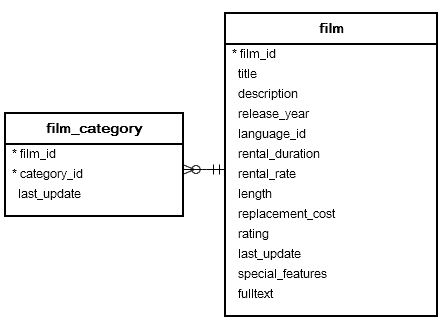 film_category
* film_id
* category_id
last_update
film
* film_id
title
description
release_year
language_id
rental_duration
rental_rate
length
replacement_cost
rating
last_update
special_features
fulltext